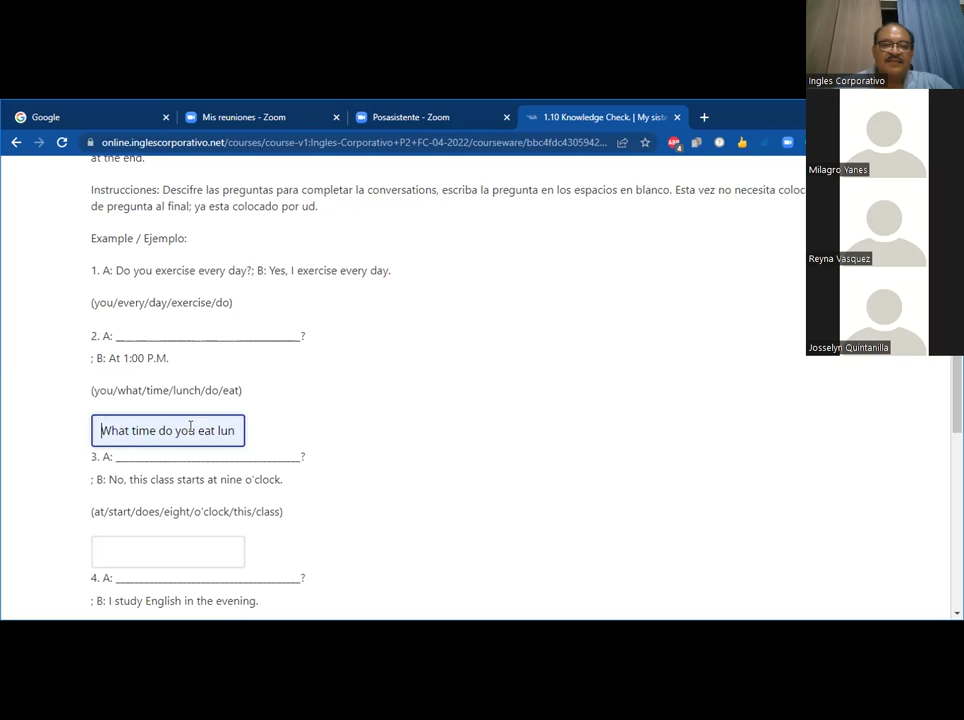 Google
Mis reuniones - Zoom
Posasistente - Zoom
1.10 Knowledge Check. | My siste
online.inglescorporativo.net/courses/course-v1:Ingles-Corporativo+P2+FC-04-2022/courseware/bbc4fdc4305942...
at the end.
Instrucciones: Descifre las preguntas para completar la conversations, escriba la pregunta en los espacios en blanco. Esta vez no necesita coloc
de pregunta al final; ya esta colocado por ud.
Example / Ejemplo:
1. A: Do you exercise every day?; B: Yes, I exercise every day.
(you/every/day/exercise/do)
2. A: ________________________________?
; B: At 1:00 P.M.
(you/what/time/lunch/do/eat)
What time do you eat lun
3. A: ________________________________?
; B: No, this class starts at nine o'clock.
(at/start/does/eight/o'clock/this/class)
4. A: ________________________________?
; B: I study English in the evening.
Ingles Corporativo
Milagro Yanes
Reyna Vasquez
Josselyn Quintanilla